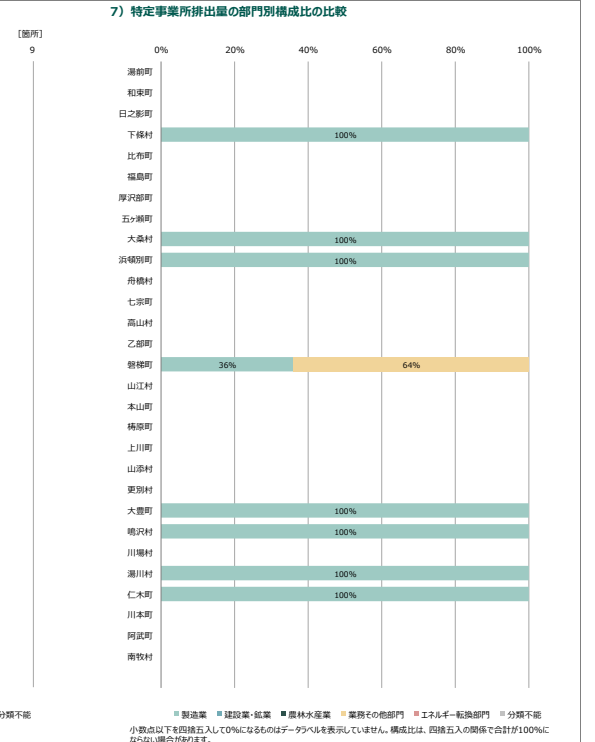 7）特定事業所排出量の部門別構成比の比較
[箇所]
9
0% 20% 40% 60% 80% 100%
湯前町
和束町
日之影町
下條村 100%
比布町
福島町
厚沢部町
五ヶ瀬町
大桑村 100%
浜頓別町 100%
舟橋村
七宗町
高山村
乙部町
磐梯町 36% 64%
山江村
本山町
梼原町
上川町
山添村
更別村
大豊町 100%
鳴沢村 100%
川場村
湯川村 100%
仁木町 100%
川本町
阿武町
南牧村
分類不能
製造業 建設業・鉱業 農林水産業 業務その他部門 エネルギー転換部門 分類不能
小数点以下を四捨五入して0%になるものはデータラベルを表示していません。構成比は、四捨五入の関係で合計が100%に
ならない場合があります。